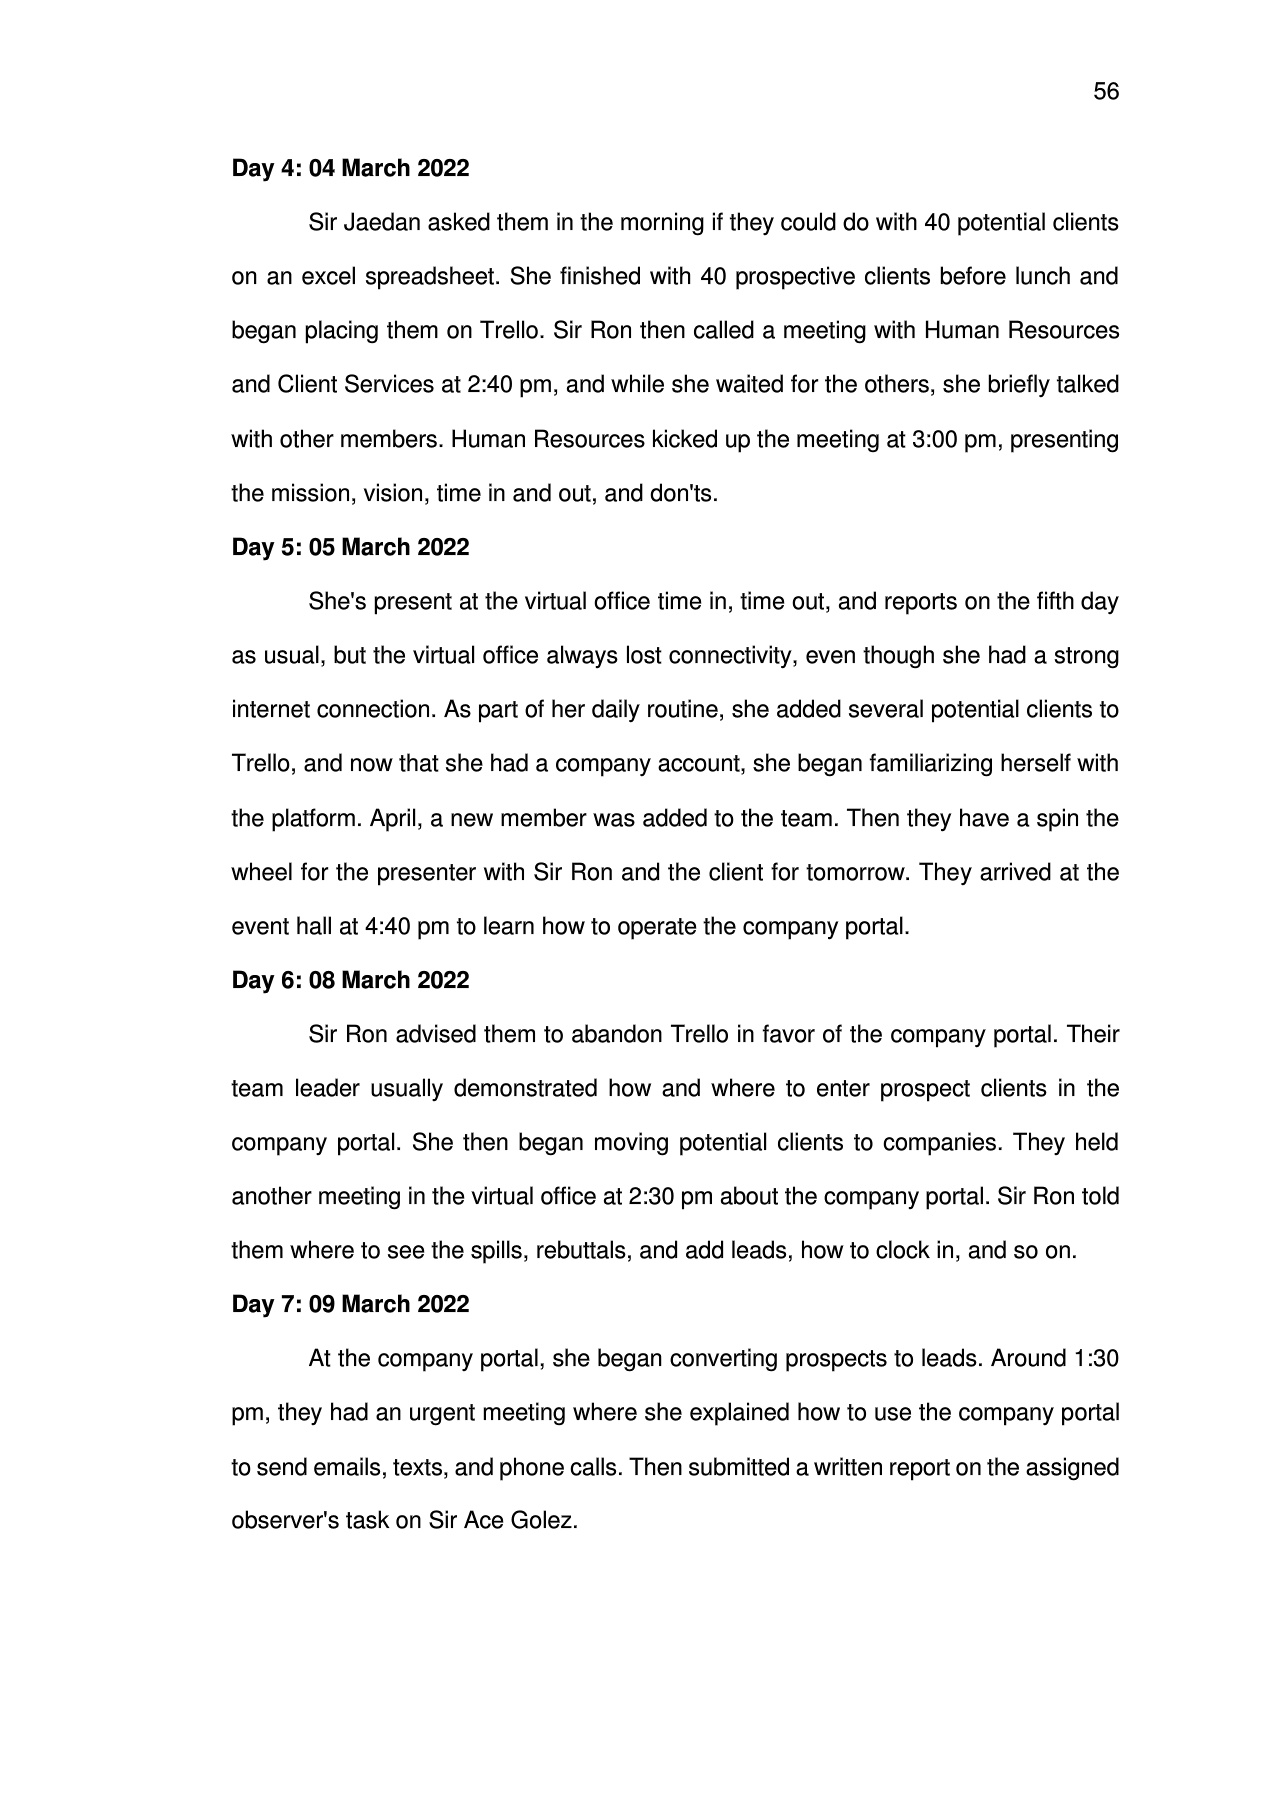 56
Day 4: 04 March 2022
Sir Jaedan asked them in the morning if they could do with 40 potential clients
on an excel spreadsheet. She finished with 40 prospective clients before lunch and
began placing them on Trello. Sir Ron then called a meeting with Human Resources
and Client Services at 2:40 pm, and while she waited for the others, she briefly talked
with other members. Human Resources kicked up the meeting at 3:00 pm, presenting
the mission, vision, time in and out, and don'ts.
Day 5: 05 March 2022
She's present at the virtual office time in, time out, and reports on the fifth day
as usual, but the virtual office always lost connectivity, even though she had a strong
internet connection. As part of her daily routine, she added several potential clients to
Trello, and now that she had a company account, she began familiarizing herself with
the platform. April, a new member was added to the team. Then they have a spin the
wheel for the presenter with Sir Ron and the client for tomorrow. They arrived at the
event hall at 4:40 pm to learn how to operate the company portal.
Day 6: 08 March 2022
Sir Ron advised them to abandon Trello in favor of the company portal. Their
team leader usually demonstrated how and where to enter prospect clients in the
company portal. She then began moving potential clients to companies. They held
another meeting in the virtual office at 2:30 pm about the company portal. Sir Ron told
them where to see the spills, rebuttals, and add leads, how to clock in, and so on.
Day 7: 09 March 2022
At the company portal, she began converting prospects to leads. Around 1:30
pm, they had an urgent meeting where she explained how to use the company portal
to send emails, texts, and phone calls. Then submitted a written report on the assigned
observer's task on Sir Ace Golez.